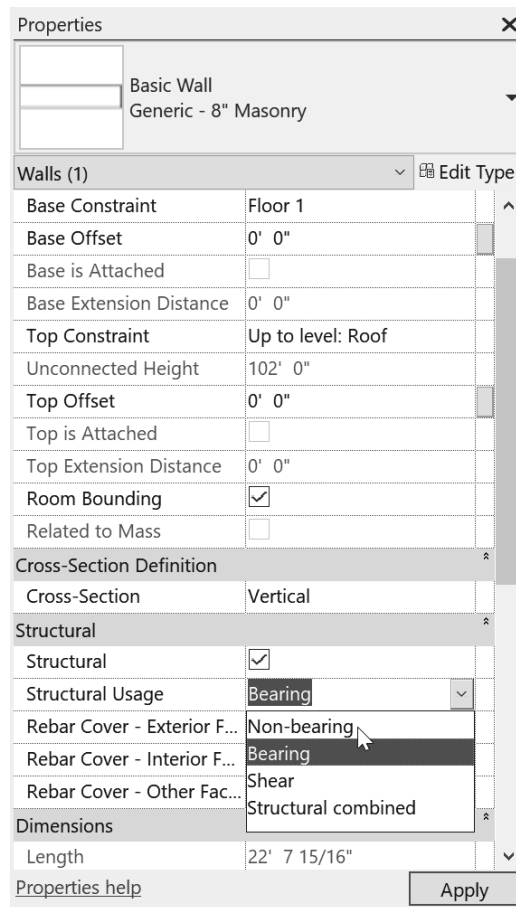 Properties
Basic Wall
Generic - 8" Masonry
Walls (1) Edit Type
Base Constraint Floor 1
Base Offset 0' 0"
Base is Attached
Base Extension Distance 0' 0"
Top Constraint Up to level: Roof
Unconnected Height 102' 0"
Top Offset 0' 0"
Top is Attached
Top Extension Distance 0' 0"
Room Bounding
Related to Mass
Cross-Section Definition
Cross-Section Vertical
Structural
Structural
Structural Usage Bearing
Rebar Cover - Exterior F... Non-bearing
Rebar Cover - Interior F... Bearing
Rebar Cover - Other Fac... Shear
Structural combined
Dimensions
Length 22' 7 15/16"
Properties help Apply